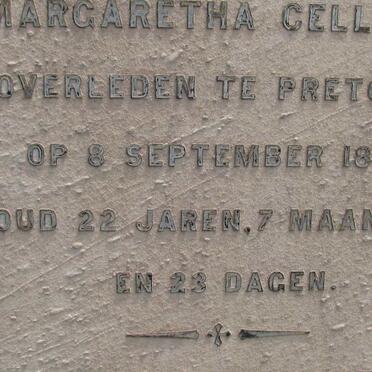 MARGARETHA CELL
OVERLEDEN TE PRETO
OP 8 SEPTEMBER 18
OUD 22 JAREN, 7 MAAN
EN 23 DAGEN.